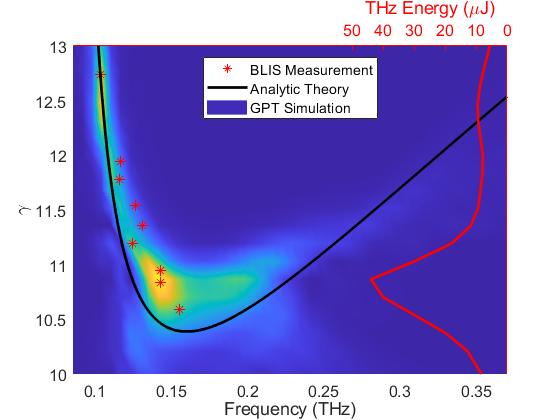 THz Energy (μJ)
50 40 30 20 10 0
13
12.5
12
11.5
11
10.5
10
γ
BLIS Measurement
Analytic Theory
GPT Simulation
0.1 0.15 0.2 0.25 0.3 0.35
Frequency (THz)